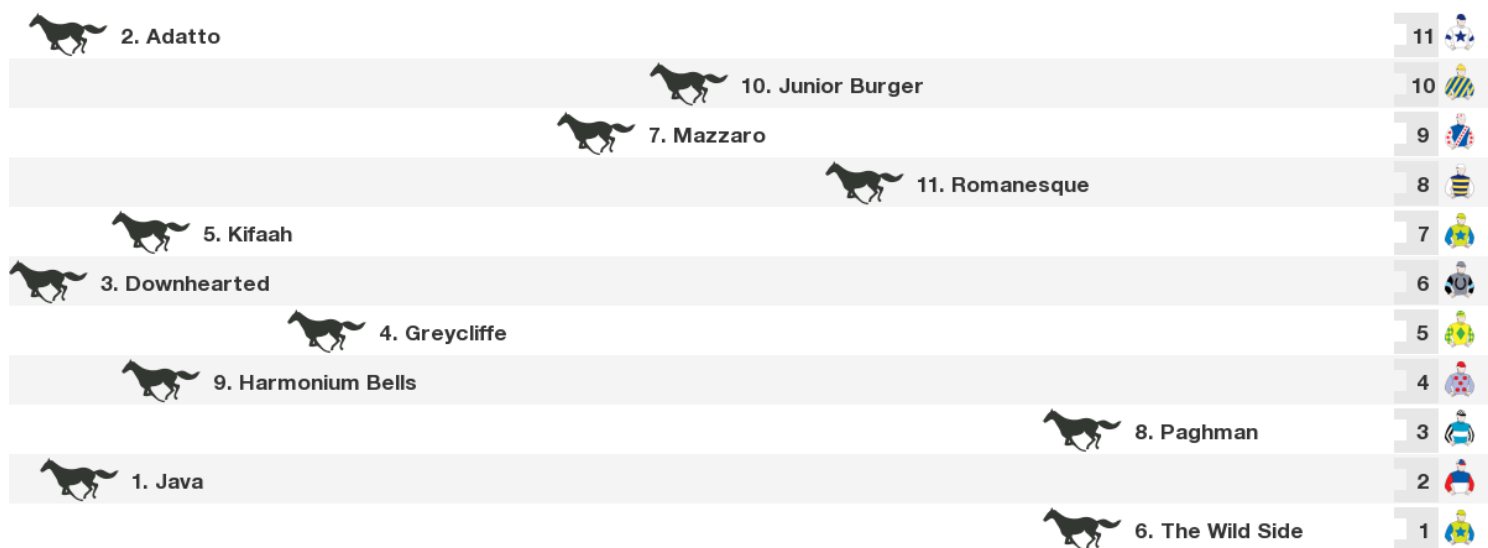 2. Adatto 11
10. Junior Burger 10
7. Mazzaro 9
11. Romanesque 8
5. Kifaah 7
3. Downhearted 6
4. Greycliffe 5
9. Harmonium Bells 4
8. Paghman 3
1. Java 2
6. The Wild Side 1